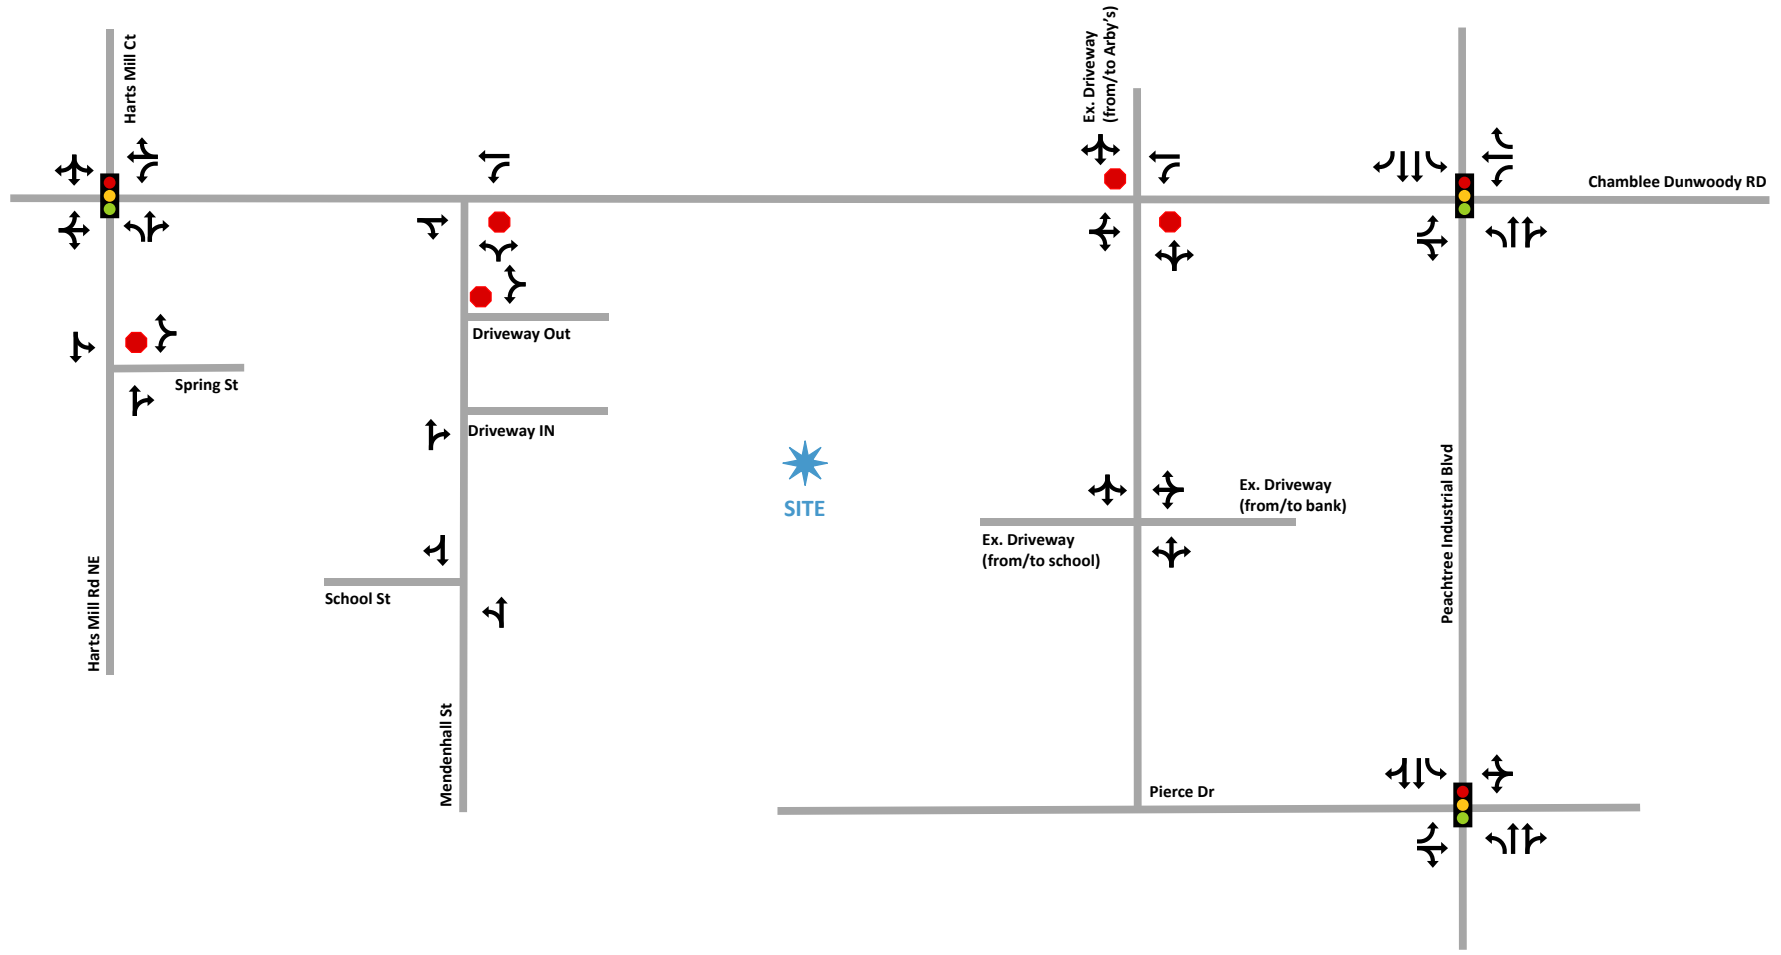 Harts Mill Ct
Ex. Driveway
(from/to Arby's)
Chamblee Dunwoody RD
Driveway Out
Spring St
Driveway IN
SITE
Ex. Driveway
(from/to bank)
Ex. Driveway
(from/to school)
Peachtree Industrial Blvd
School St
Harts Mill Rd NE
Mendenhall St
Pierce Dr